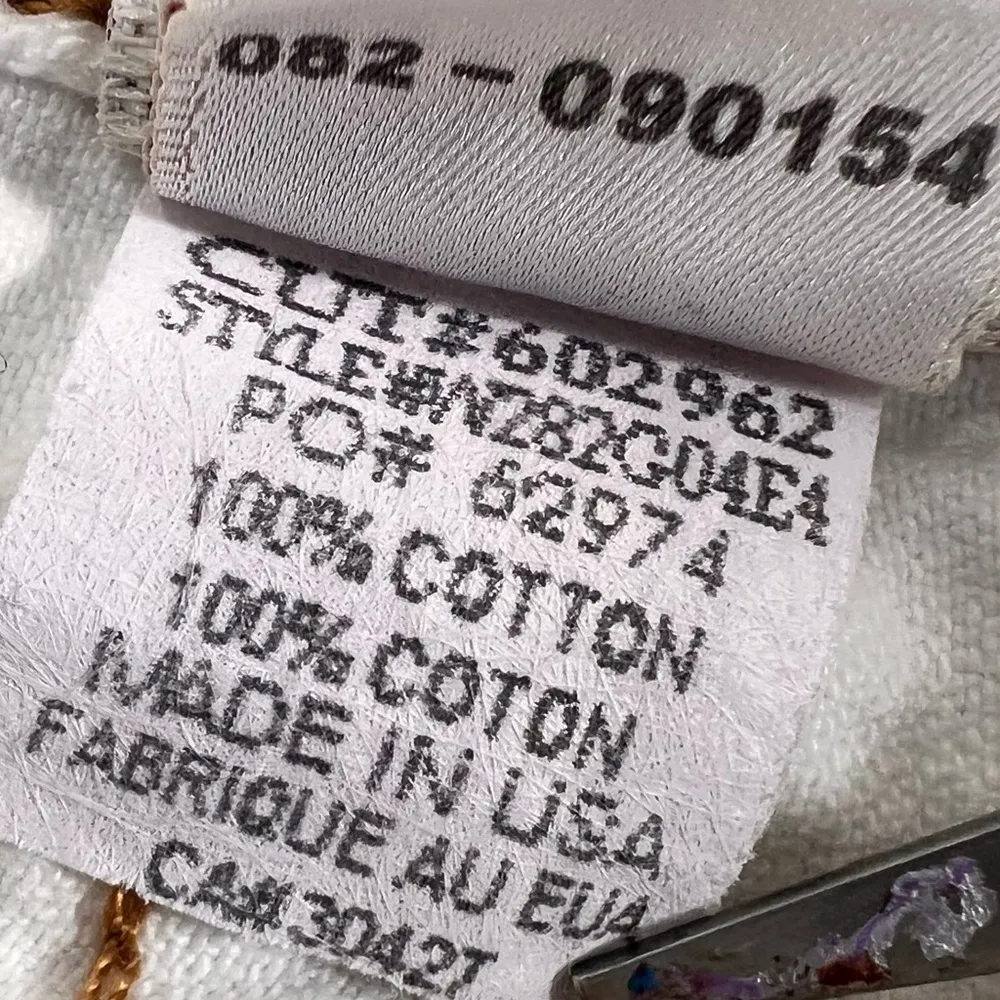 082-090154
CUT#602962
STYLE#NZ82G04E4
PO# 62974
100% COTTON
100% COTON
MADE IN USA
FABRIQUE AU EUA
CA# 30427